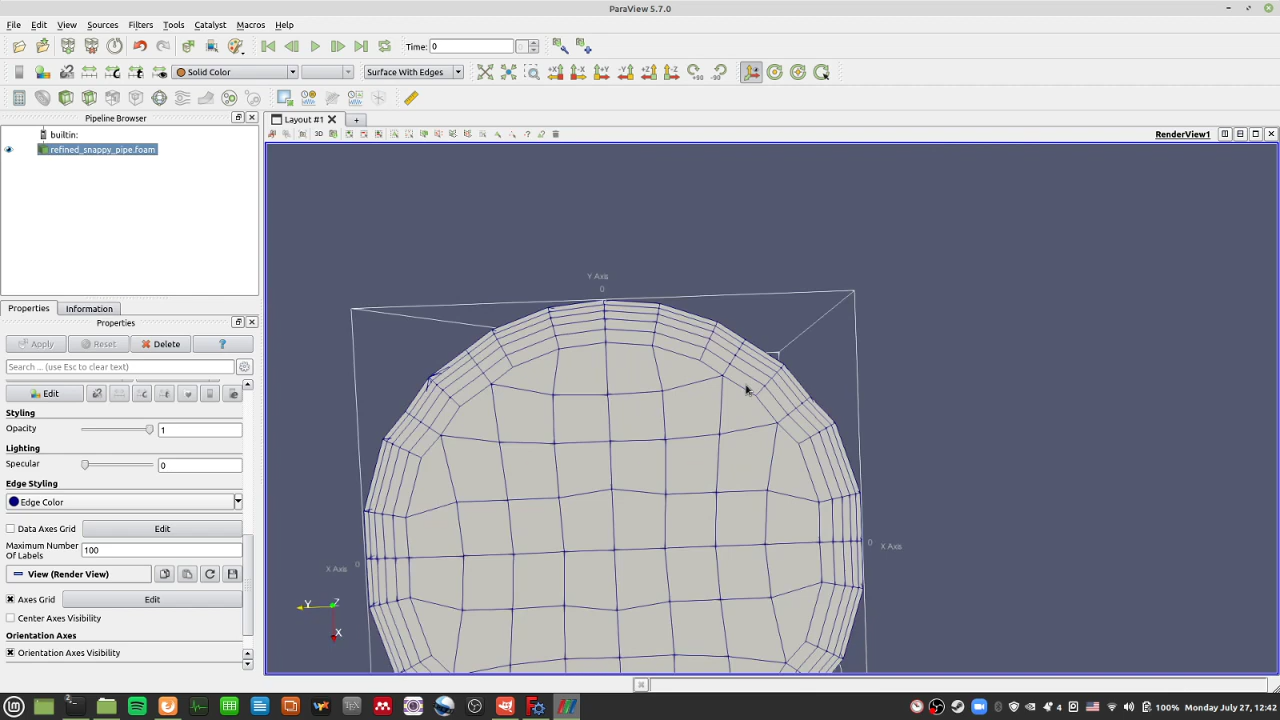 ParaView 5.7.0
File Edit View Sources Filters Tools Catalyst Macros Help
Time: 0
Solid Color
Surface With Edges
+X -X +Y -Y +Z -Z
Pipeline Browser
Layout #1
+
builtin:
3D
RenderView1
refined_snappy_pipe.foam
Properties Information
Properties
Apply Reset Delete ?
Search ... (use Esc to clear text)
Edit
Styling
Opacity 1
Lighting
Specular 0
Edge Styling
Edge Color
Data Axes Grid Edit
Maximum Number
Of Labels 100
View (Render View)
Axes Grid Edit
Center Axes Visibility
Orientation Axes
Orientation Axes Visibility
Y Axis
0
0 X Axis
X Axis 0
Y Z
X
4 100% Monday July 27, 12:42